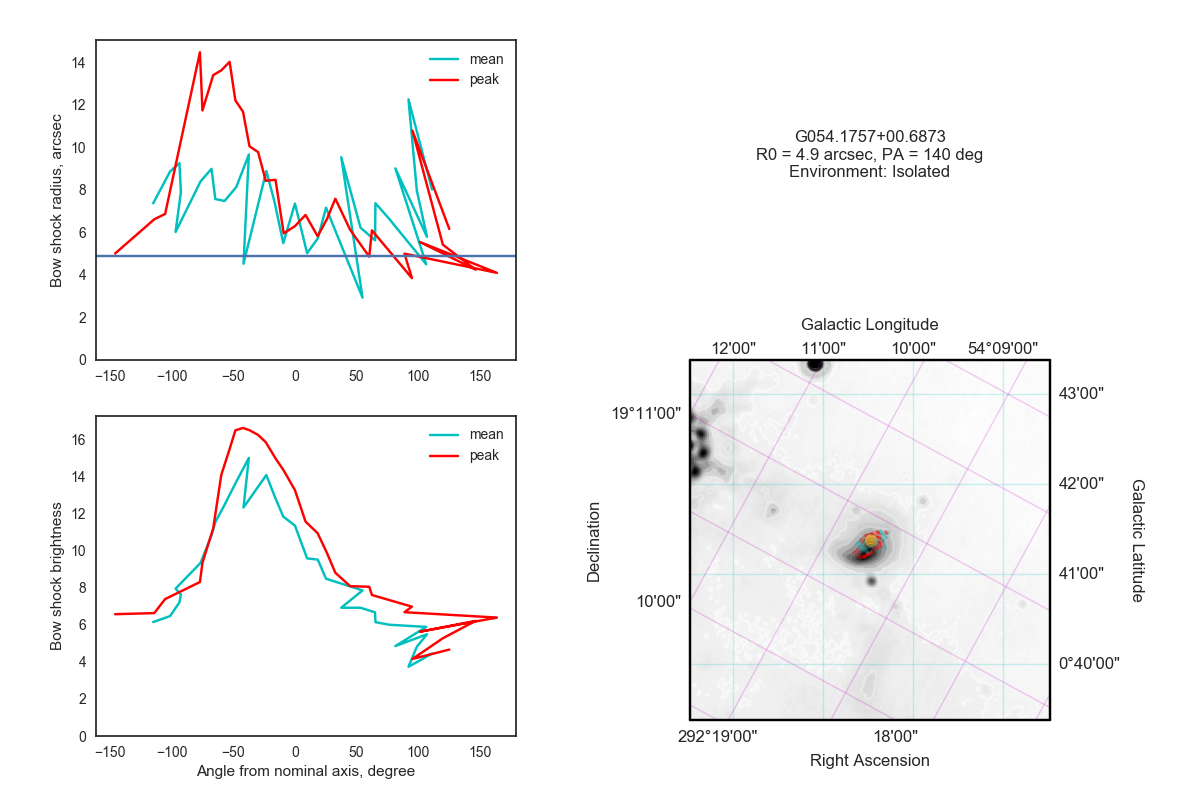 14
12
10
8
6
4
2
0
Bow shock radius, arcsec
mean
peak
−150 −100 −50 0 50 100 150
16
14
12
10
8
6
4
2
0
Bow shock brightness
mean
peak
−150 −100 −50 0 50 100 150
Angle from nominal axis, degree
G054.1757+00.6873
R0 = 4.9 arcsec, PA = 140 deg
Environment: Isolated
Galactic Longitude
12'00" 11'00" 10'00" 54°09'00"
19°11'00"
10'00"
Declination
43'00"
42'00"
41'00"
0°40'00"
Galactic Latitude
292°19'00" 18'00"
Right Ascension